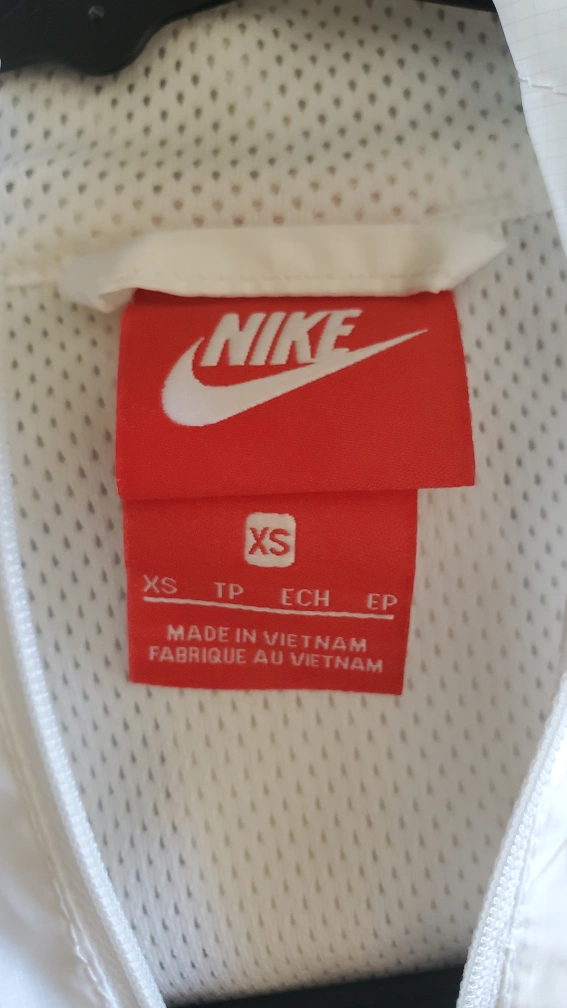 NIKE
XS
XS TP ECH EP
MADE IN VIETNAM
FABRIQUE AU VIETNAM